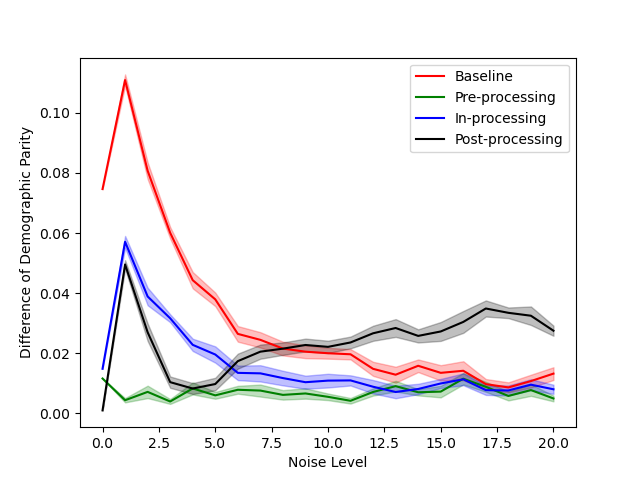 Baseline
Pre-processing
In-processing
Post-processing
Difference of Demographic Parity
0.10
0.08
0.06
0.04
0.02
0.00
0.0 2.5 5.0 7.5 10.0 12.5 15.0 17.5 20.0
Noise Level